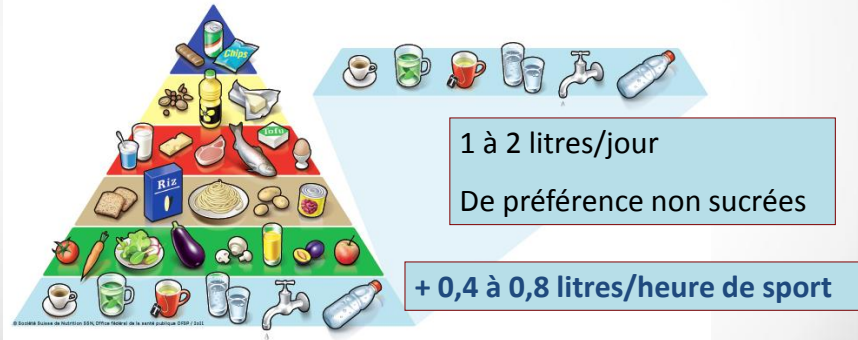 Chips
Tofu
Riz
1 à 2 litres/jour
De préférence non sucrées
+ 0,4 à 0,8 litres/heure de sport
© Société Suisse de Nutrition SSN, Office fédéral de la santé publique OFSP / 2011